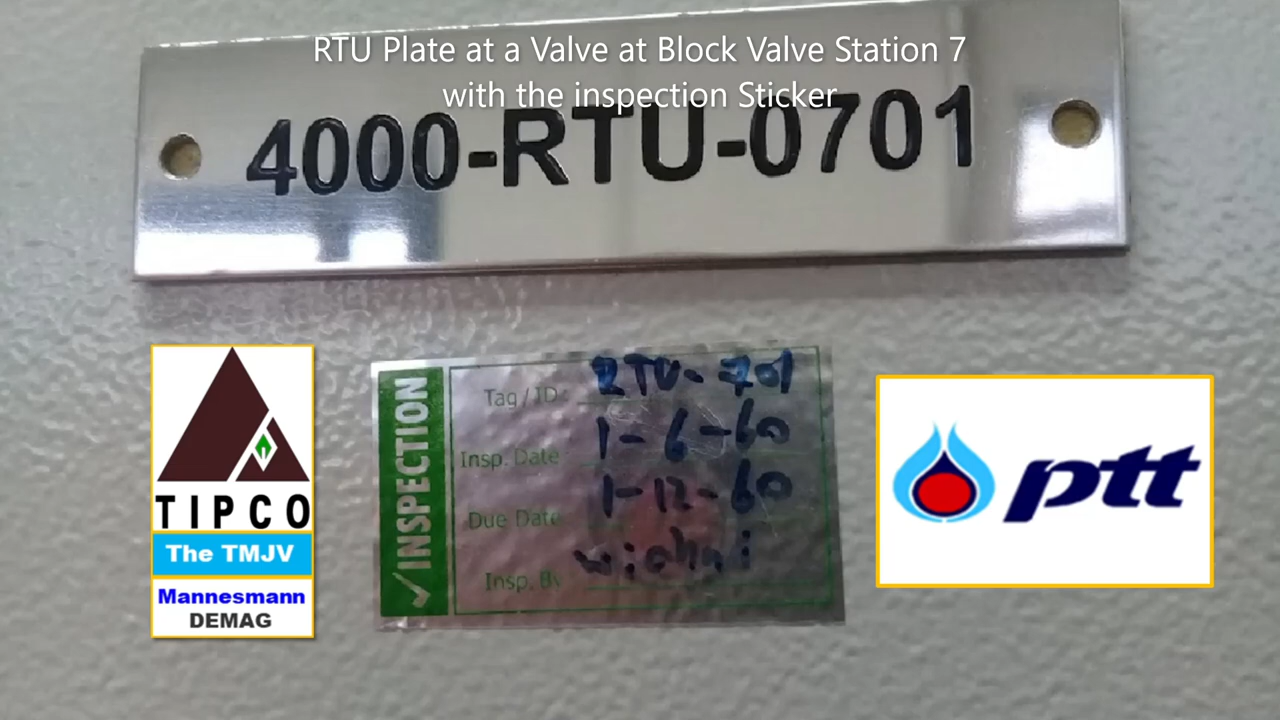 RTU Plate at a Valve at Block Valve Station 7
with the inspection Sticker
4000-RTU-0701
✓INSPECTION
Tag / ID: RTU-701
Insp. Date 1-6-60
Due Date 1-12-60
Insp. By
TIPCO
The TMJV
Mannesmann
DEMAG
ptt